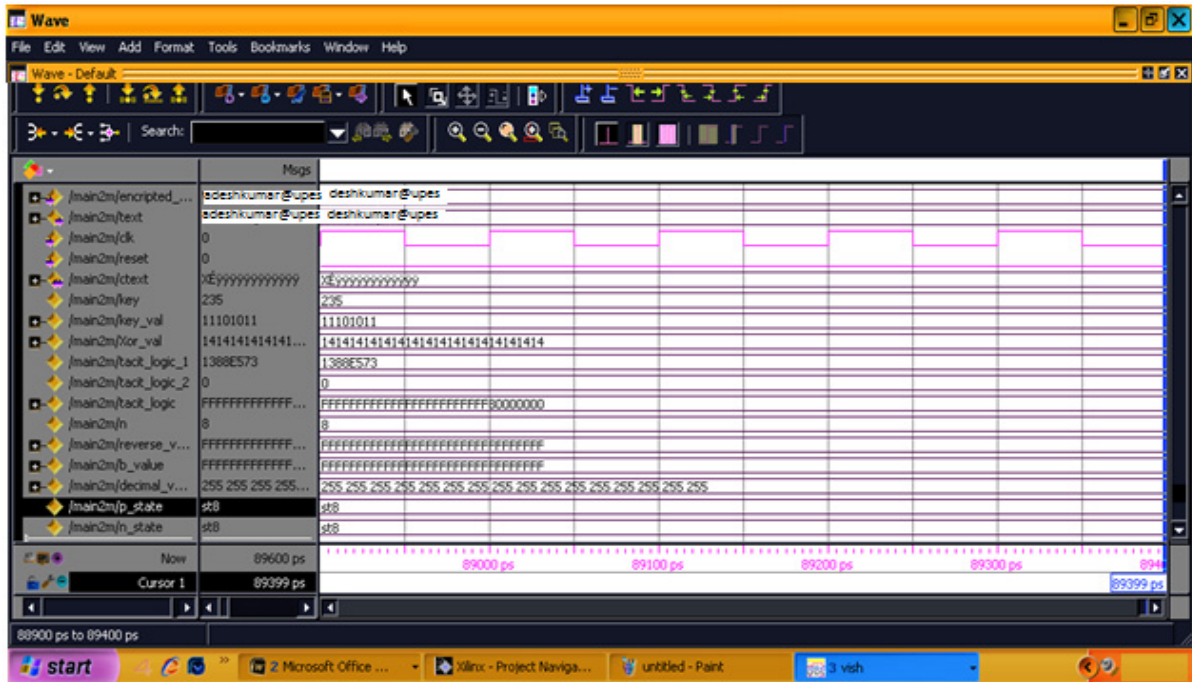 Wave
File Edit View Add Format Tools Bookmarks Window Help
Wave - Default
Search:
Msgs
/main2m/encripted_... adeshkumar@upes deshkumar@upes
/main2m/text adeshkumar@upes deshkumar@upes
/main2m/clk 0
/main2m/reset 0
/main2m/ctext XÉyyyyyyyyyyyyy XÉyyyyyyyyyyyyy
/main2m/key 235 235
/main2m/key_val 11101011 11101011
/main2m/Xor_val 1414141414141... 14141414141414141414141414141414
/main2m/tacit_logic_1 1388E573 1388E573
/main2m/tacit_logic_2 0 0
/main2m/tacit_logic FFFFFFFFFFFFF... FFFFFFFFFFFFFFFFFFFFFFFF80000000
/main2m/n 8 8
/main2m/reverse_v... FFFFFFFFFFFFF... FFFFFFFFFFFFFFFFFFFFFFFFFFFFFFFF
/main2m/b_value FFFFFFFFFFFFF... FFFFFFFFFFFFFFFFFFFFFFFFFFFFFFFF
/main2m/decimal_v... 255 255 255 255... 255 255 255 255 255 255 255 255 255 255 255 255 255 255 255 255
/main2m/p_state st8 st8
/main2m/n_state st8 st8
Now 89600 ps 89000 ps 89100 ps 89200 ps 89300 ps 8940
Cursor 1 89399 ps 89399 ps
88900 ps to 89400 ps
start 2 Microsoft Office ... Xilinx - Project Naviga... untitled - Paint 3 vish